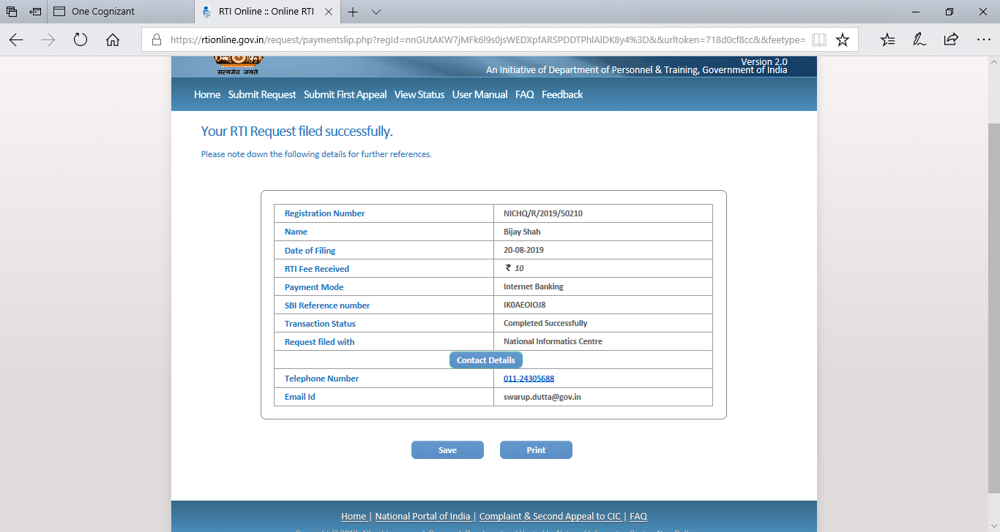 One Cognizant
RTI Online :: Online RTI
https://rtionline.gov.in/request/paymentslip.php?regId=nnGUtAKW7jMFk6l9s0jsWEDXpfARSPDDTPhlAlDK8y4%3D&&urltoken=718d0cf8cc&&feetype=
सत्यमेव जयते
Version 2.0
An Initiative of Department of Personnel & Training, Government of India
Home Submit Request Submit First Appeal View Status User Manual FAQ Feedback
Your RTI Request filed successfully.
Please note down the following details for further references.
Registration Number NICHQ/R/2019/50210
Name Bijay Shah
Date of Filing 20-08-2019
RTI Fee Received ₹ 10
Payment Mode Internet Banking
SBI Reference number IK0AEOIOJ8
Transaction Status Completed Successfully
Request filed with National Informatics Centre
Contact Details
Telephone Number 011-24305688
Email Id swarup.dutta@gov.in
Save Print
Home | National Portal of India | Complaint & Second Appeal to CIC | FAQ